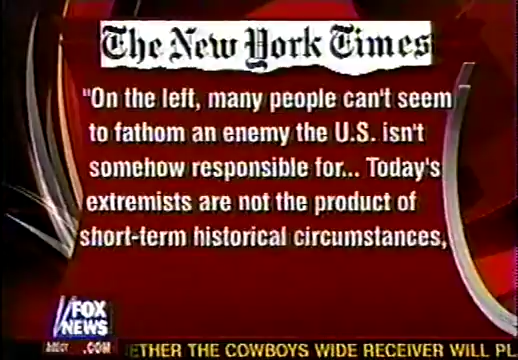 The New York Times
"On the left, many people can't seem
to fathom an enemy the U.S. isn't
somehow responsible for... Today's
extremists are not the product of
short-term historical circumstances,
FOX
NEWS
.COM
ETHER THE COWBOYS WIDE RECEIVER WILL PL